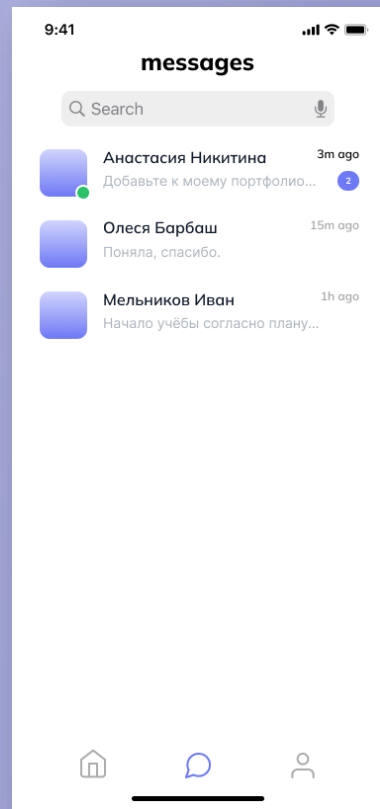 9:41
messages
Search
Анастасия Никитина 3m ago
Добавьте к моему портфолио... 2
Олеся Барбаш 15m ago
Поняла, спасибо.
Мельников Иван 1h ago
Начало учёбы согласно плану...